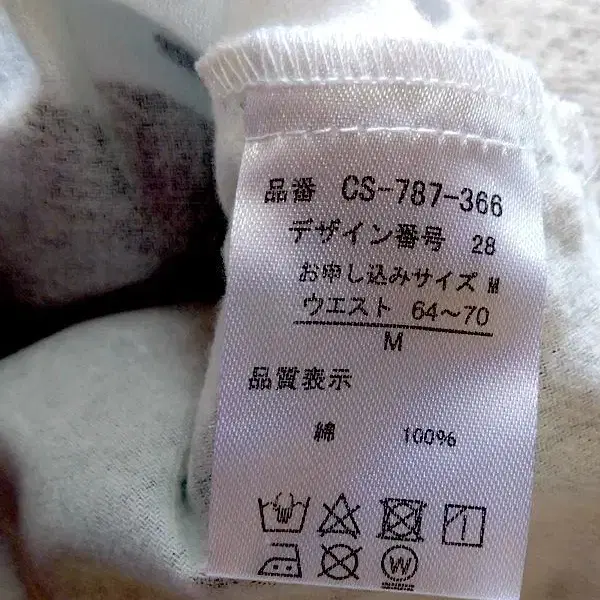 品番 CS-787-366
デザイン番号 28
お申し込みサイズ M
ウエスト 64～70
M
品質表示
綿 100%
W